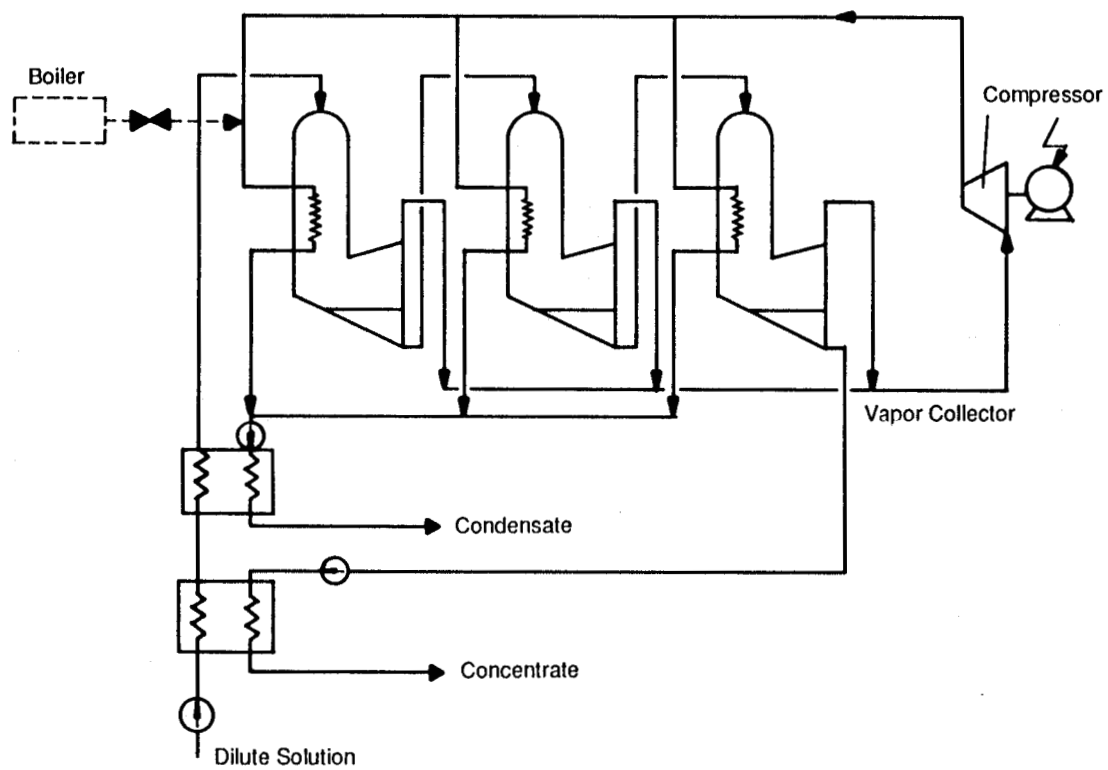 Boiler
Compressor
Vapor Collector
Condensate
Concentrate
Dilute Solution